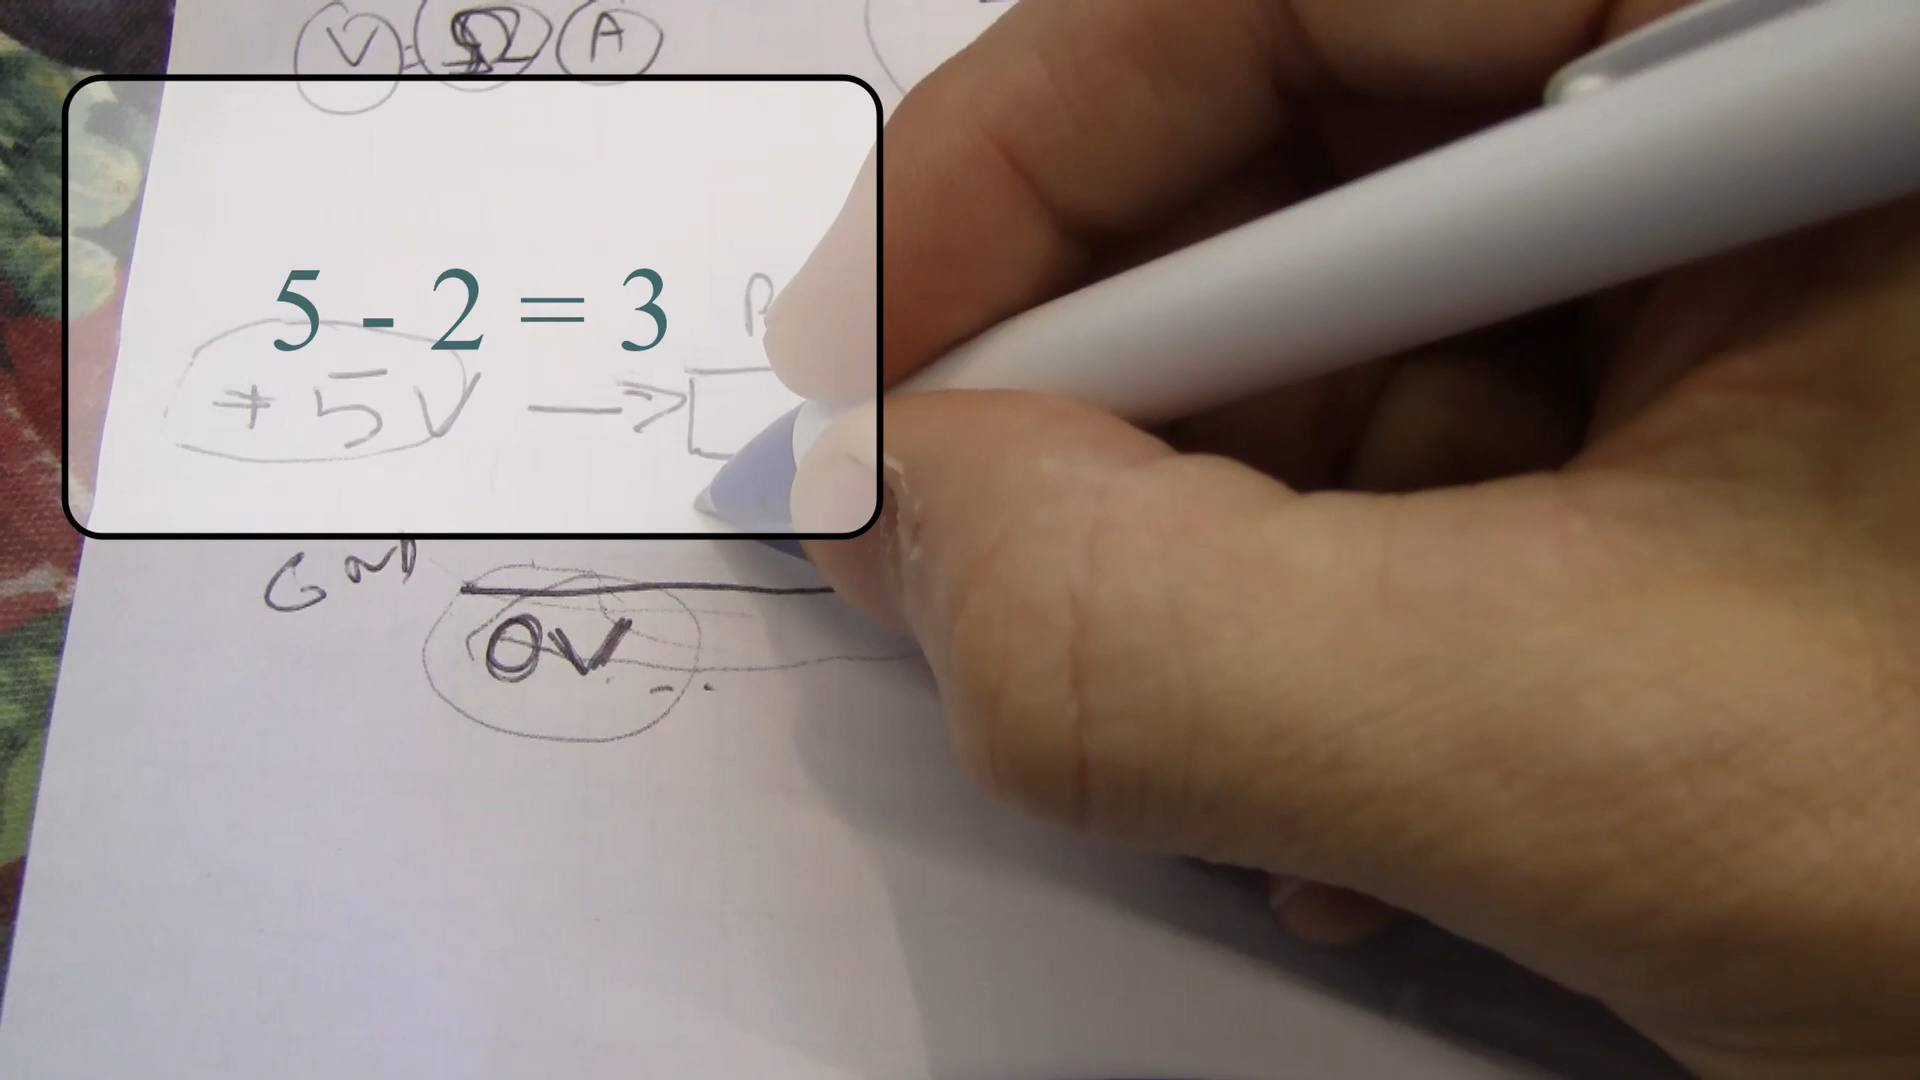 V = Ω A
5 - 2 = 3
+ 5V →
GND
0V